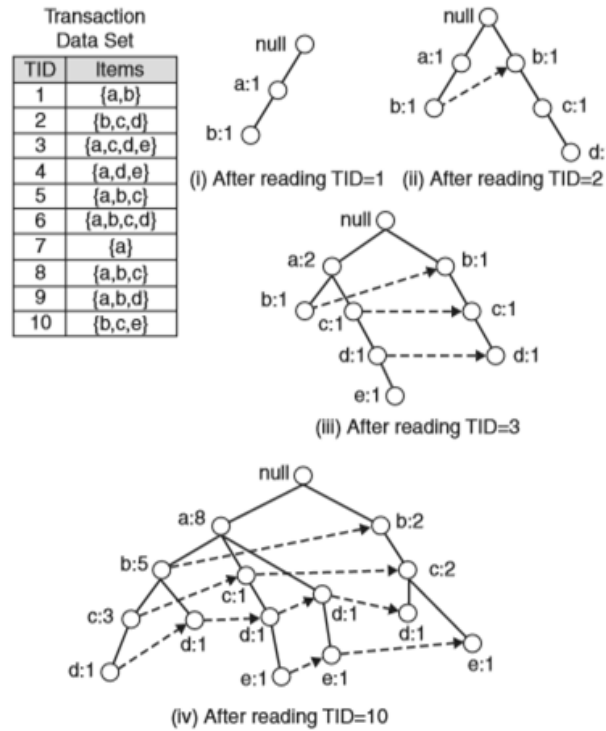 Transaction
Data Set
TID Items
1 {a,b}
2 {b,c,d}
3 {a,c,d,e}
4 {a,d,e}
5 {a,b,c}
6 {a,b,c,d}
7 {a}
8 {a,b,c}
9 {a,b,d}
10 {b,c,e}
null
a:1
b:1
(i) After reading TID=1
null
a:1
b:1
b:1
c:1
d:
(ii) After reading TID=2
null
a:2
b:1
b:1
c:1
c:1
d:1
d:1
e:1
(iii) After reading TID=3
null
a:8
b:2
b:5
c:2
c:1
c:3
d:1
d:1
d:1
d:1
d:1
e:1
e:1
e:1
(iv) After reading TID=10